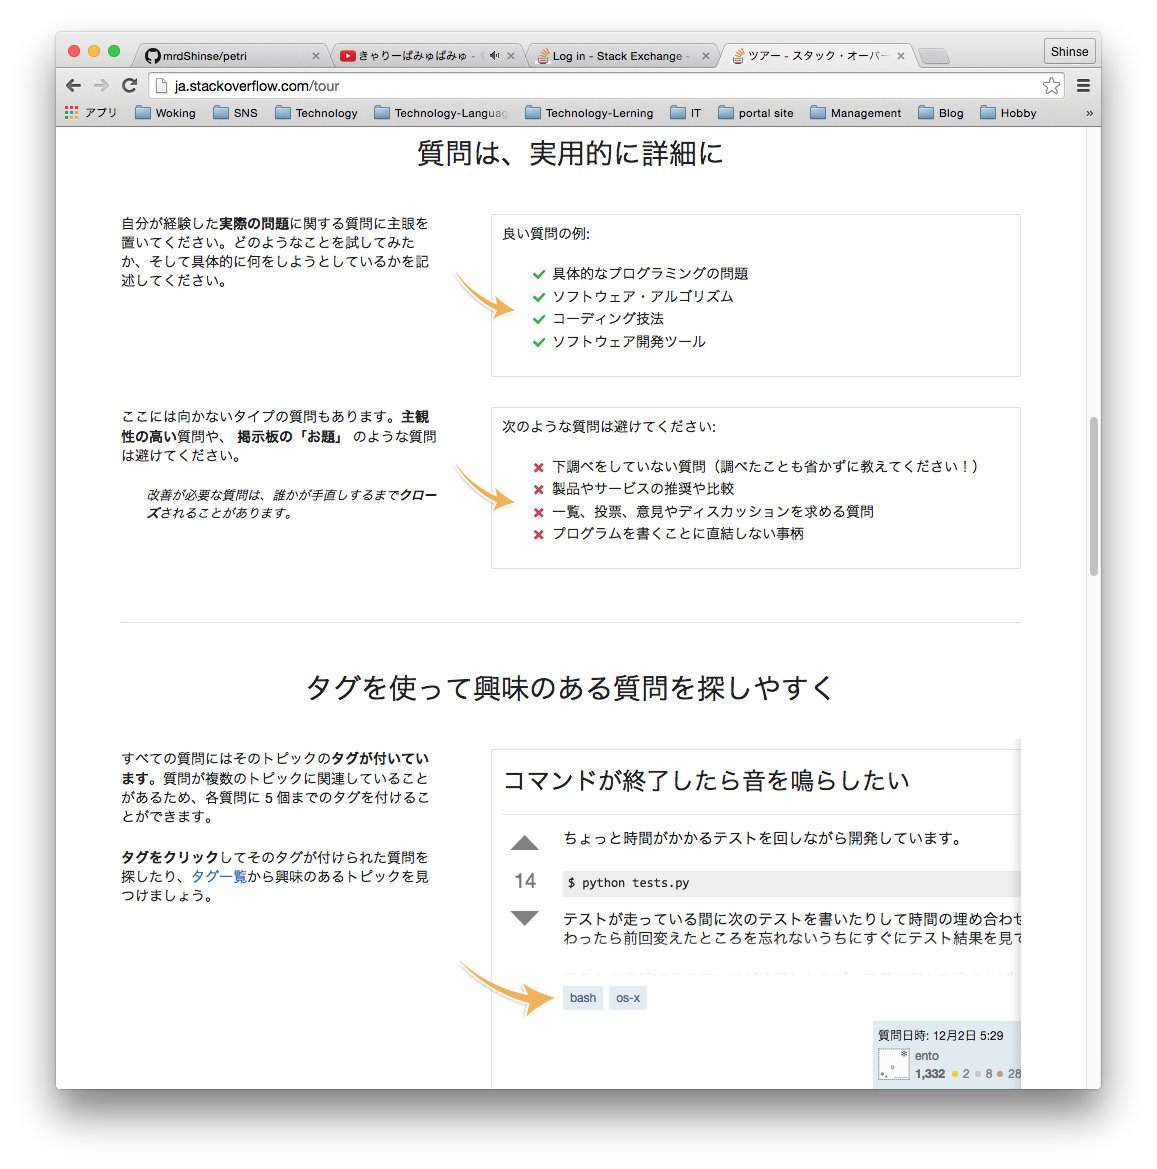 mrdShinse/petri
きゃりーぱみゅぱみゅ -
Log in - Stack Exchange -
ツアー - スタック・オーバー
Shinse
ja.stackoverflow.com/tour
アプリ
Woking
SNS
Technology
Technology-Languag
Technology-Lerning
IT
portal site
Management
Blog
Hobby
»
質問は、実用的に詳細に
自分が経験した実際の問題に関する質問に主眼を
置いてください。どのようなことを試してみた
か、そして具体的に何をしようとしているかを記
述してください。
良い質問の例:
具体的なプログラミングの問題
ソフトウェア・アルゴリズム
コーディング技法
ソフトウェア開発ツール
ここには向かないタイプの質問もあります。主観
性の高い質問や、 掲示板の「お題」 のような質問
は避けてください。
改善が必要な質問は、誰かが手直しするまでクロー
ズされることがあります。
次のような質問は避けてください:
下調べをしていない質問（調べたことも省かずに教えてください！）
製品やサービスの推奨や比較
一覧、投票、意見やディスカッションを求める質問
プログラムを書くことに直結しない事柄
タグを使って興味のある質問を探しやすく
すべての質問にはそのトピックのタグが付いてい
ます。質問が複数のトピックに関連していること
があるため、各質問に 5 個までのタグを付けるこ
とができます。
タグをクリックしてそのタグが付けられた質問を
探したり、タグ一覧から興味のあるトピックを見
つけましょう。
コマンドが終了したら音を鳴らしたい
ちょっと時間がかかるテストを回しながら開発しています。
14
$ python tests.py
テストが走っている間に次のテストを書いたりして時間の埋め合わせ
わったら前回変えたところを忘れないうちにすぐにテスト結果を見て
bash
os-x
質問日時: 12月2日 5:29
ento
1,332 2 8 28